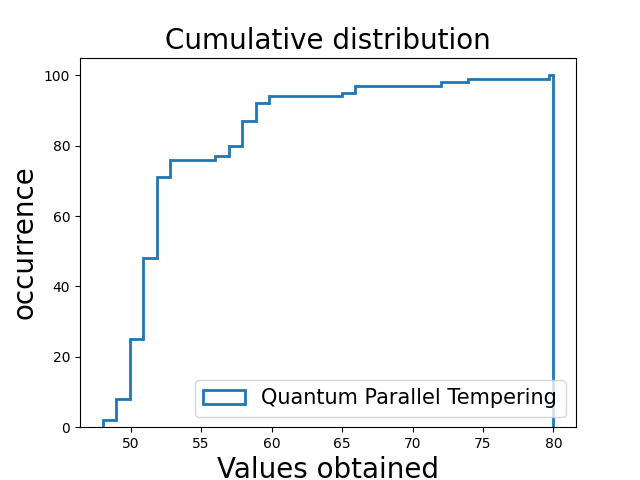 Cumulative distribution
100
80
60
40
20
0
occurrence
Quantum Parallel Tempering
50 55 60 65 70 75 80
Values obtained